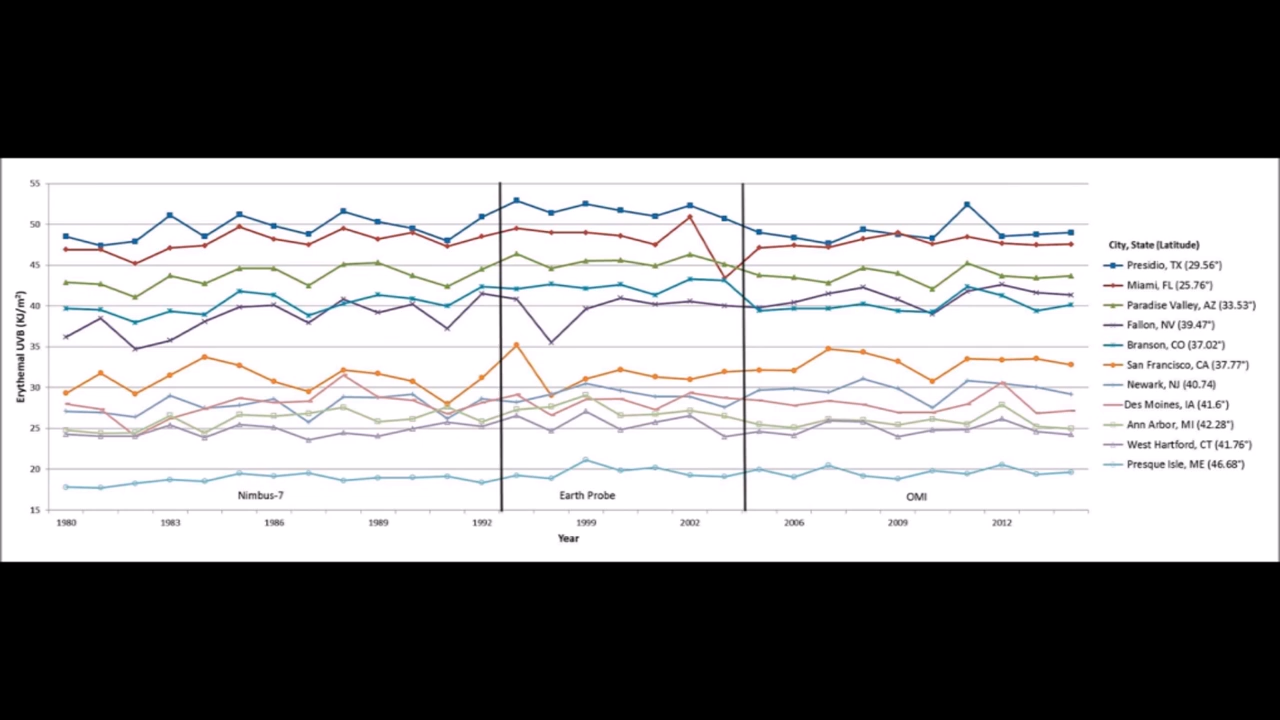 55
50
45
40
35
30
25
20
15
Erythemal UVB (KJ/m²)
Nimbus-7
Earth Probe
OMI
1980 1983 1986 1989 1992 1999 2002 2006 2009 2012
Year
City, State (Latitude)
Presidio, TX (29.56°)
Miami, FL (25.76°)
Paradise Valley, AZ (33.53°)
Fallon, NV (39.47°)
Branson, CO (37.02°)
San Francisco, CA (37.77°)
Newark, NJ (40.74)
Des Moines, IA (41.6°)
Ann Arbor, MI (42.28°)
West Hartford, CT (41.76°)
Presque Isle, ME (46.68°)